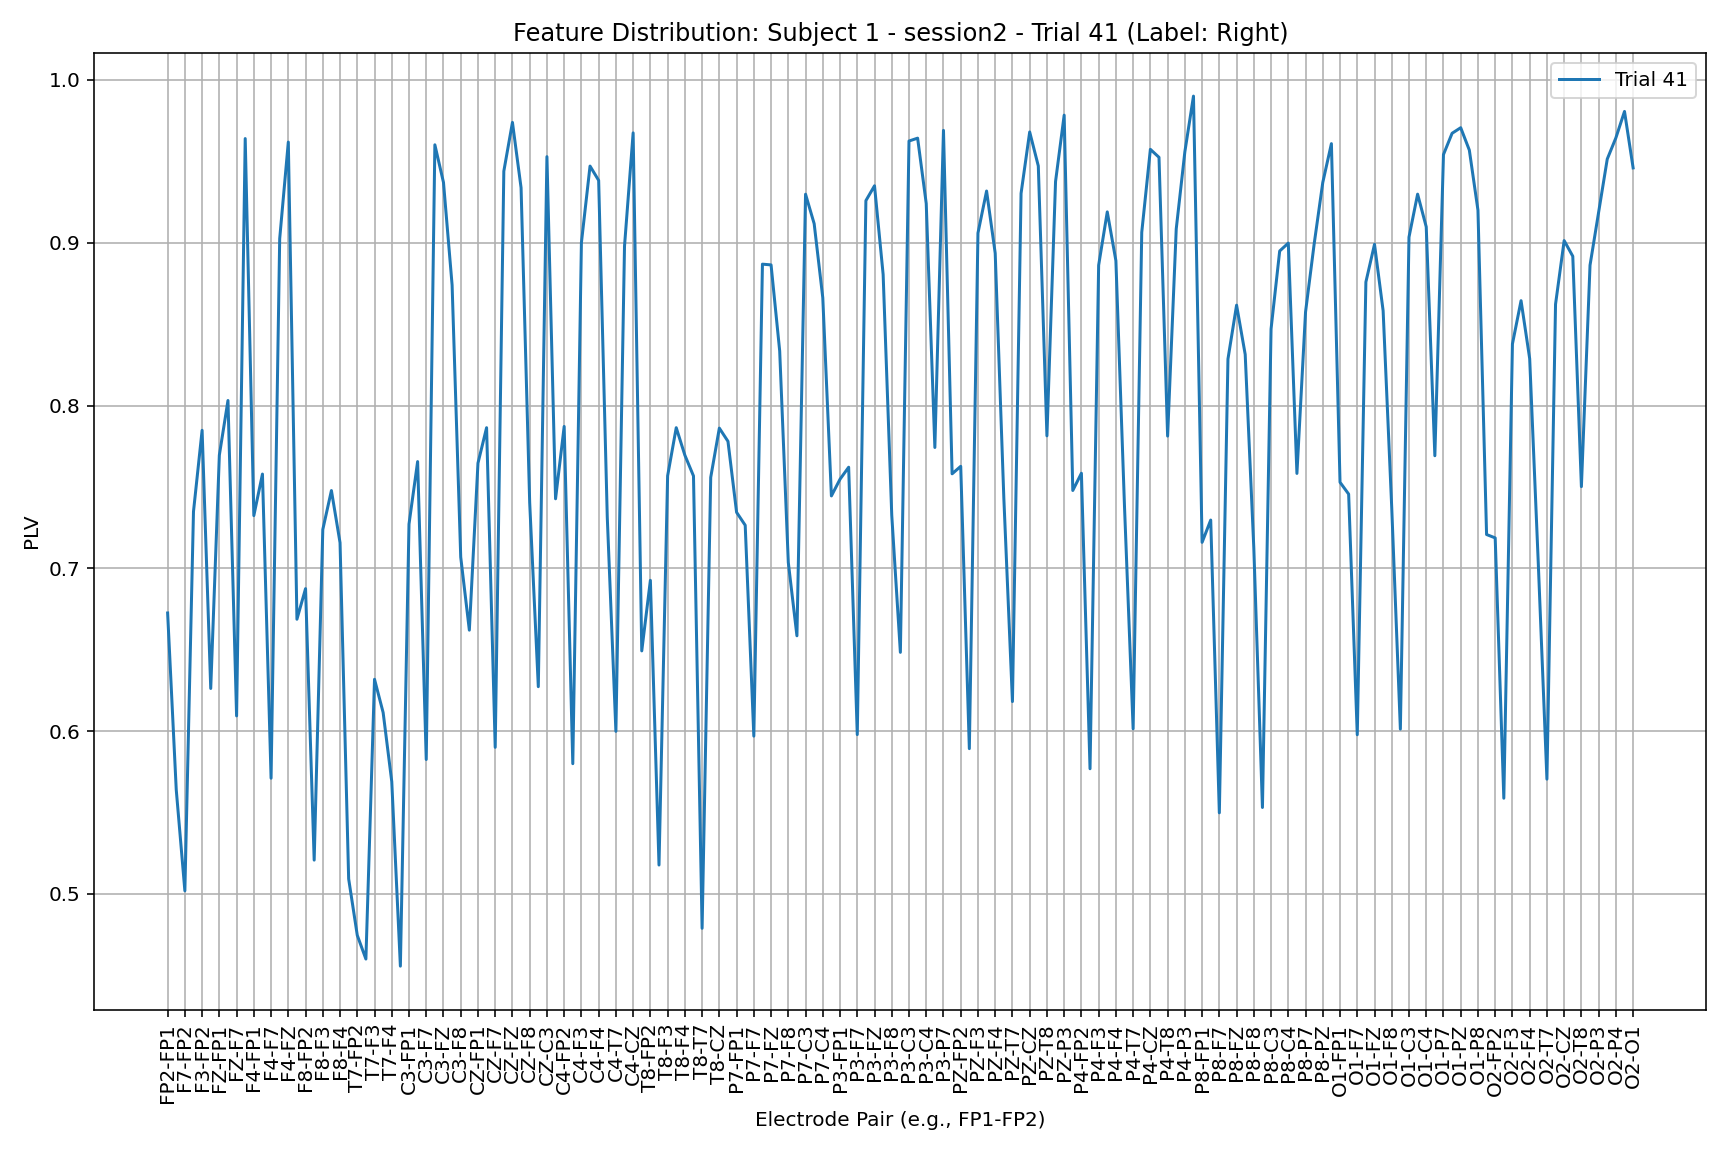 Feature Distribution: Subject 1 - session2 - Trial 41 (Label: Right)
Trial 41
PLV
1.0
0.9
0.8
0.7
0.6
0.5
FP2-FP1
F7-FP2
F3-FP2
FZ-FP1
FZ-F7
F4-FP1
F4-F7
F4-FZ
F8-FP2
F8-F3
F8-F4
T7-FP2
T7-F3
T7-F4
C3-FP1
C3-F7
C3-FZ
C3-F8
CZ-FP1
CZ-F7
CZ-FZ
CZ-F8
CZ-C3
C4-FP2
C4-F3
C4-F4
C4-T7
C4-CZ
T8-FP2
T8-F3
T8-F4
T8-T7
T8-CZ
P7-FP1
P7-F7
P7-FZ
P7-F8
P7-C3
P7-C4
P3-FP1
P3-F7
P3-FZ
P3-F8
P3-C3
P3-C4
P3-P7
PZ-FP2
PZ-F3
PZ-F4
PZ-T7
PZ-CZ
PZ-T8
PZ-P3
P4-FP2
P4-F3
P4-F4
P4-T7
P4-CZ
P4-T8
P4-P3
P8-FP1
P8-F7
P8-FZ
P8-F8
P8-C3
P8-C4
P8-P7
P8-PZ
O1-FP1
O1-F7
O1-FZ
O1-F8
O1-C3
O1-C4
O1-P7
O1-PZ
O1-P8
O2-FP2
O2-F3
O2-F4
O2-T7
O2-CZ
O2-T8
O2-P3
O2-P4
O2-O1
Electrode Pair (e.g., FP1-FP2)